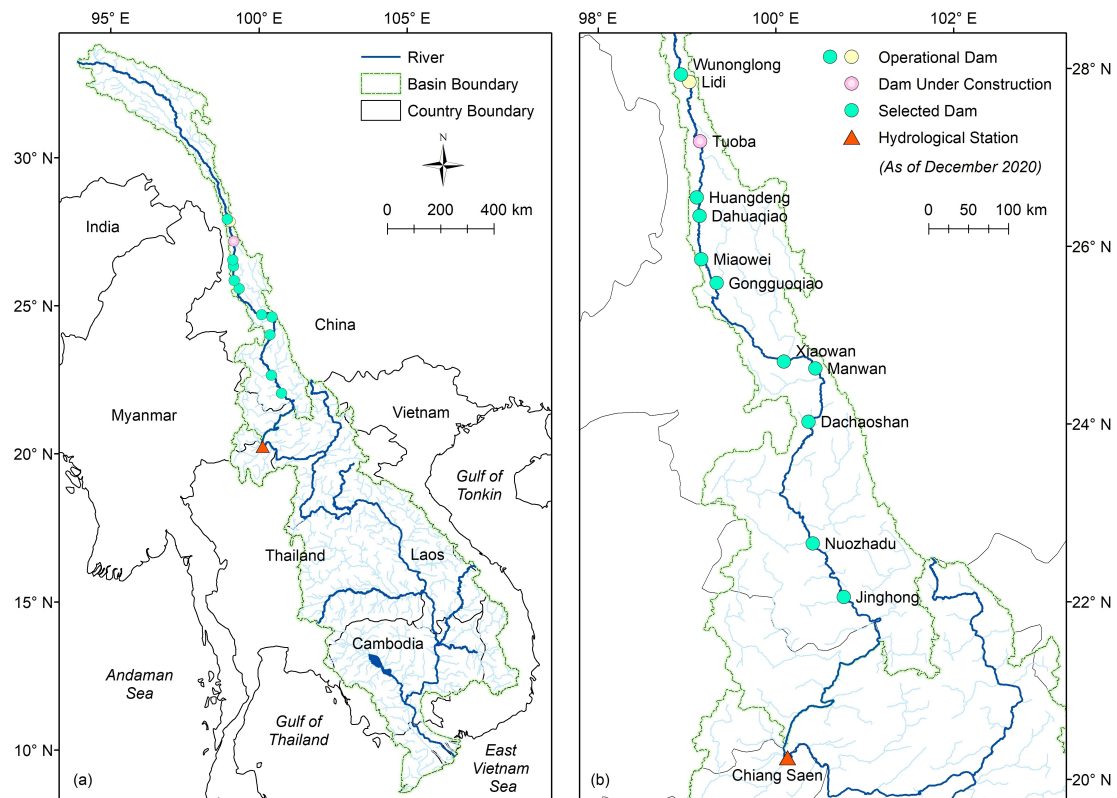 95° E
100° E
105° E
30° N
25° N
20° N
15° N
10° N
River
Basin Boundary
Country Boundary
N
0 200 400 km
India
China
Myanmar
Vietnam
Gulf of
Tonkin
Thailand
Laos
Cambodia
Andaman
Sea
Gulf of
Thailand
East
Vietnam
Sea
(a)
98° E
100° E
102° E
28° N
26° N
24° N
22° N
20° N
Operational Dam
Dam Under Construction
Selected Dam
Hydrological Station
(As of December 2020)
0 50 100 km
Wunonglong
Lidi
Tuoba
Huangdeng
Dahuaqiao
Miaowei
Gongguoqiao
Xiaowan
Manwan
Dachaoshan
Nuozhadu
Jinghong
Chiang Saen
(b)